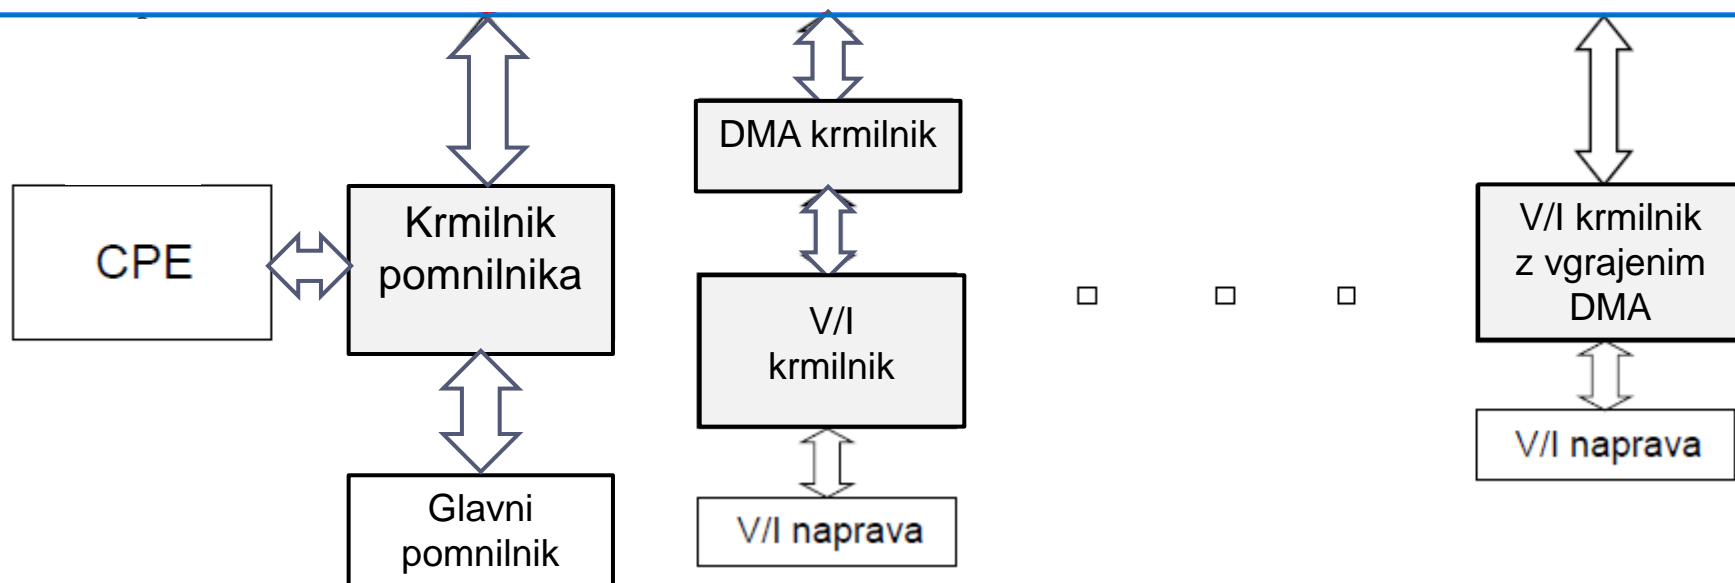 DMA krmilnik
CPE
Krmilnik
pomnilnika
V/I
krmilnik
V/I krmilnik
z vgrajenim
DMA
V/I naprava
Glavni
pomnilnik
V/I naprava